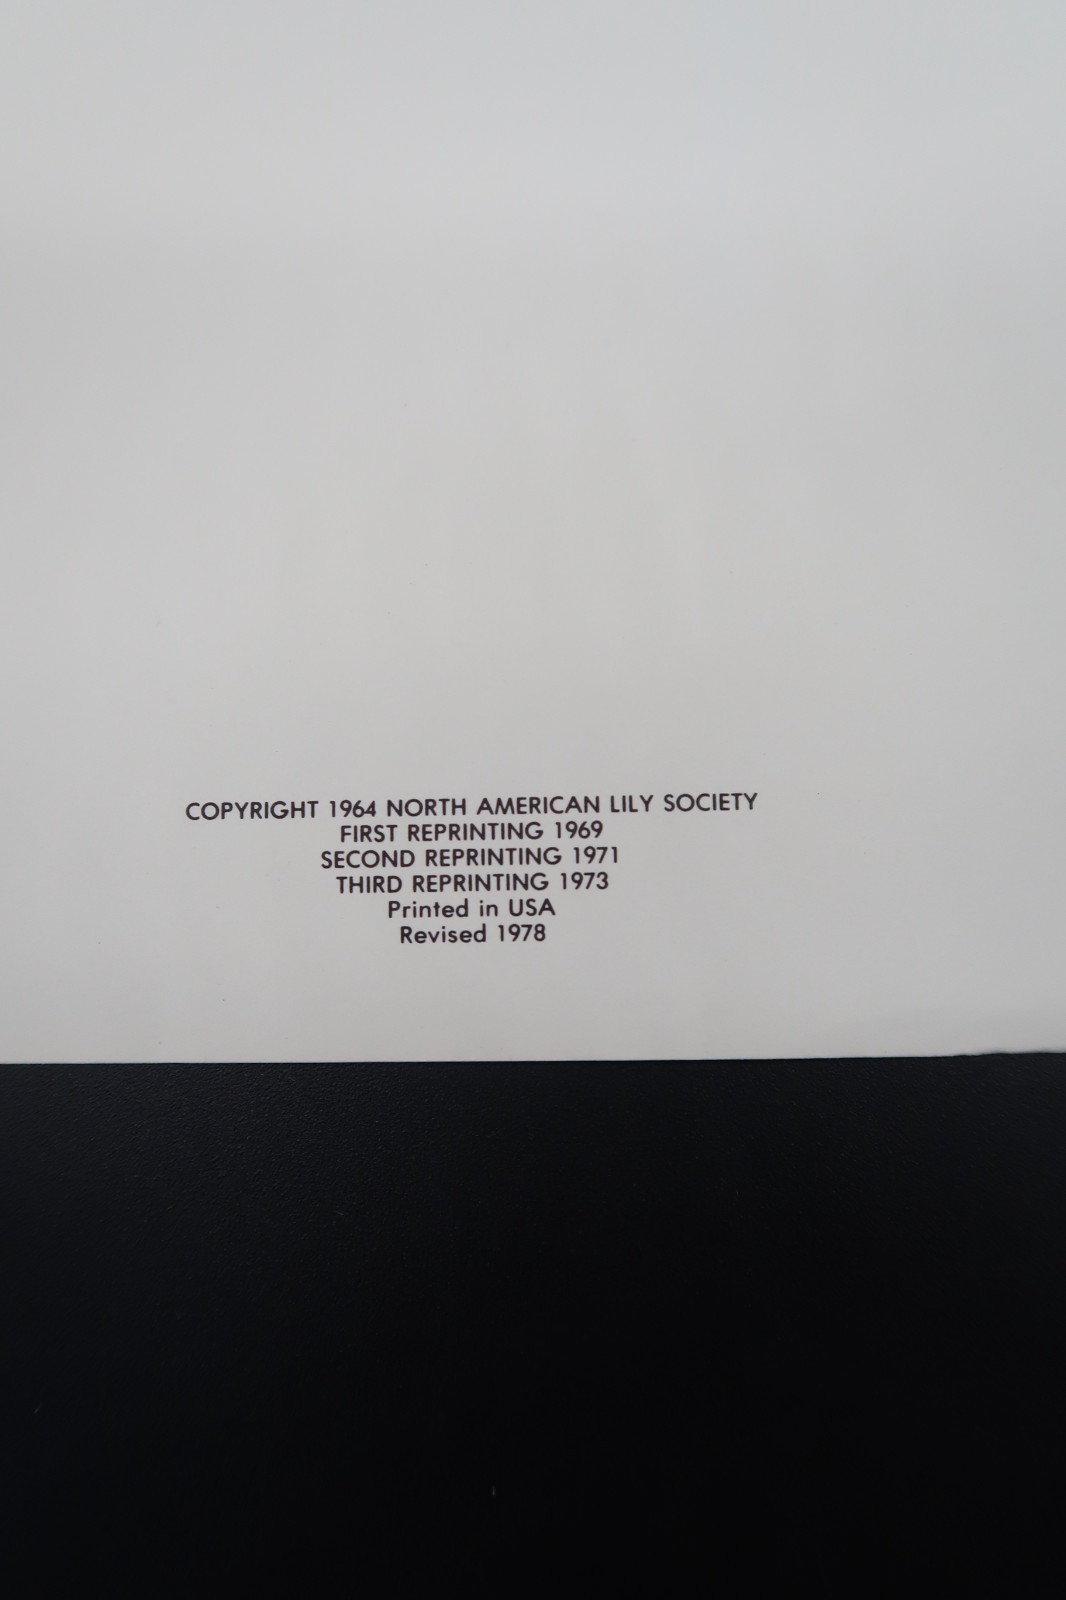 COPYRIGHT 1964 NORTH AMERICAN LILY SOCIETY
FIRST REPRINTING 1969
SECOND REPRINTING 1971
THIRD REPRINTING 1973
Printed in USA
Revised 1978